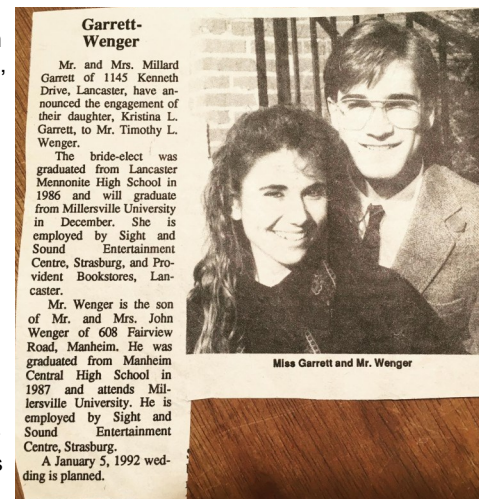 Garrett-
Wenger
Mr. and Mrs. Millard
Garrett of 1145 Kenneth
Drive, Lancaster, have an-
nounced the engagement of
their daughter, Kristina L.
Garrett, to Mr. Timothy L.
Wenger.
The bride-elect was
graduated from Lancaster
Mennonite High School in
1986 and will graduate
from Millersville University
in December. She is
employed by Sight and
Sound Entertainment
Centre, Strasburg, and Pro-
vident Bookstores, Lan-
caster.
Mr. Wenger is the son
of Mr. and Mrs. John
Wenger of 608 Fairview
Road, Manheim. He was
graduated from Manheim
Central High School in
1987 and attends Mil-
lersville University. He is
employed by Sight and
Sound Entertainment
Centre, Strasburg.
A January 5, 1992 wed-
ding is planned.
Miss Garrett and Mr. Wenger